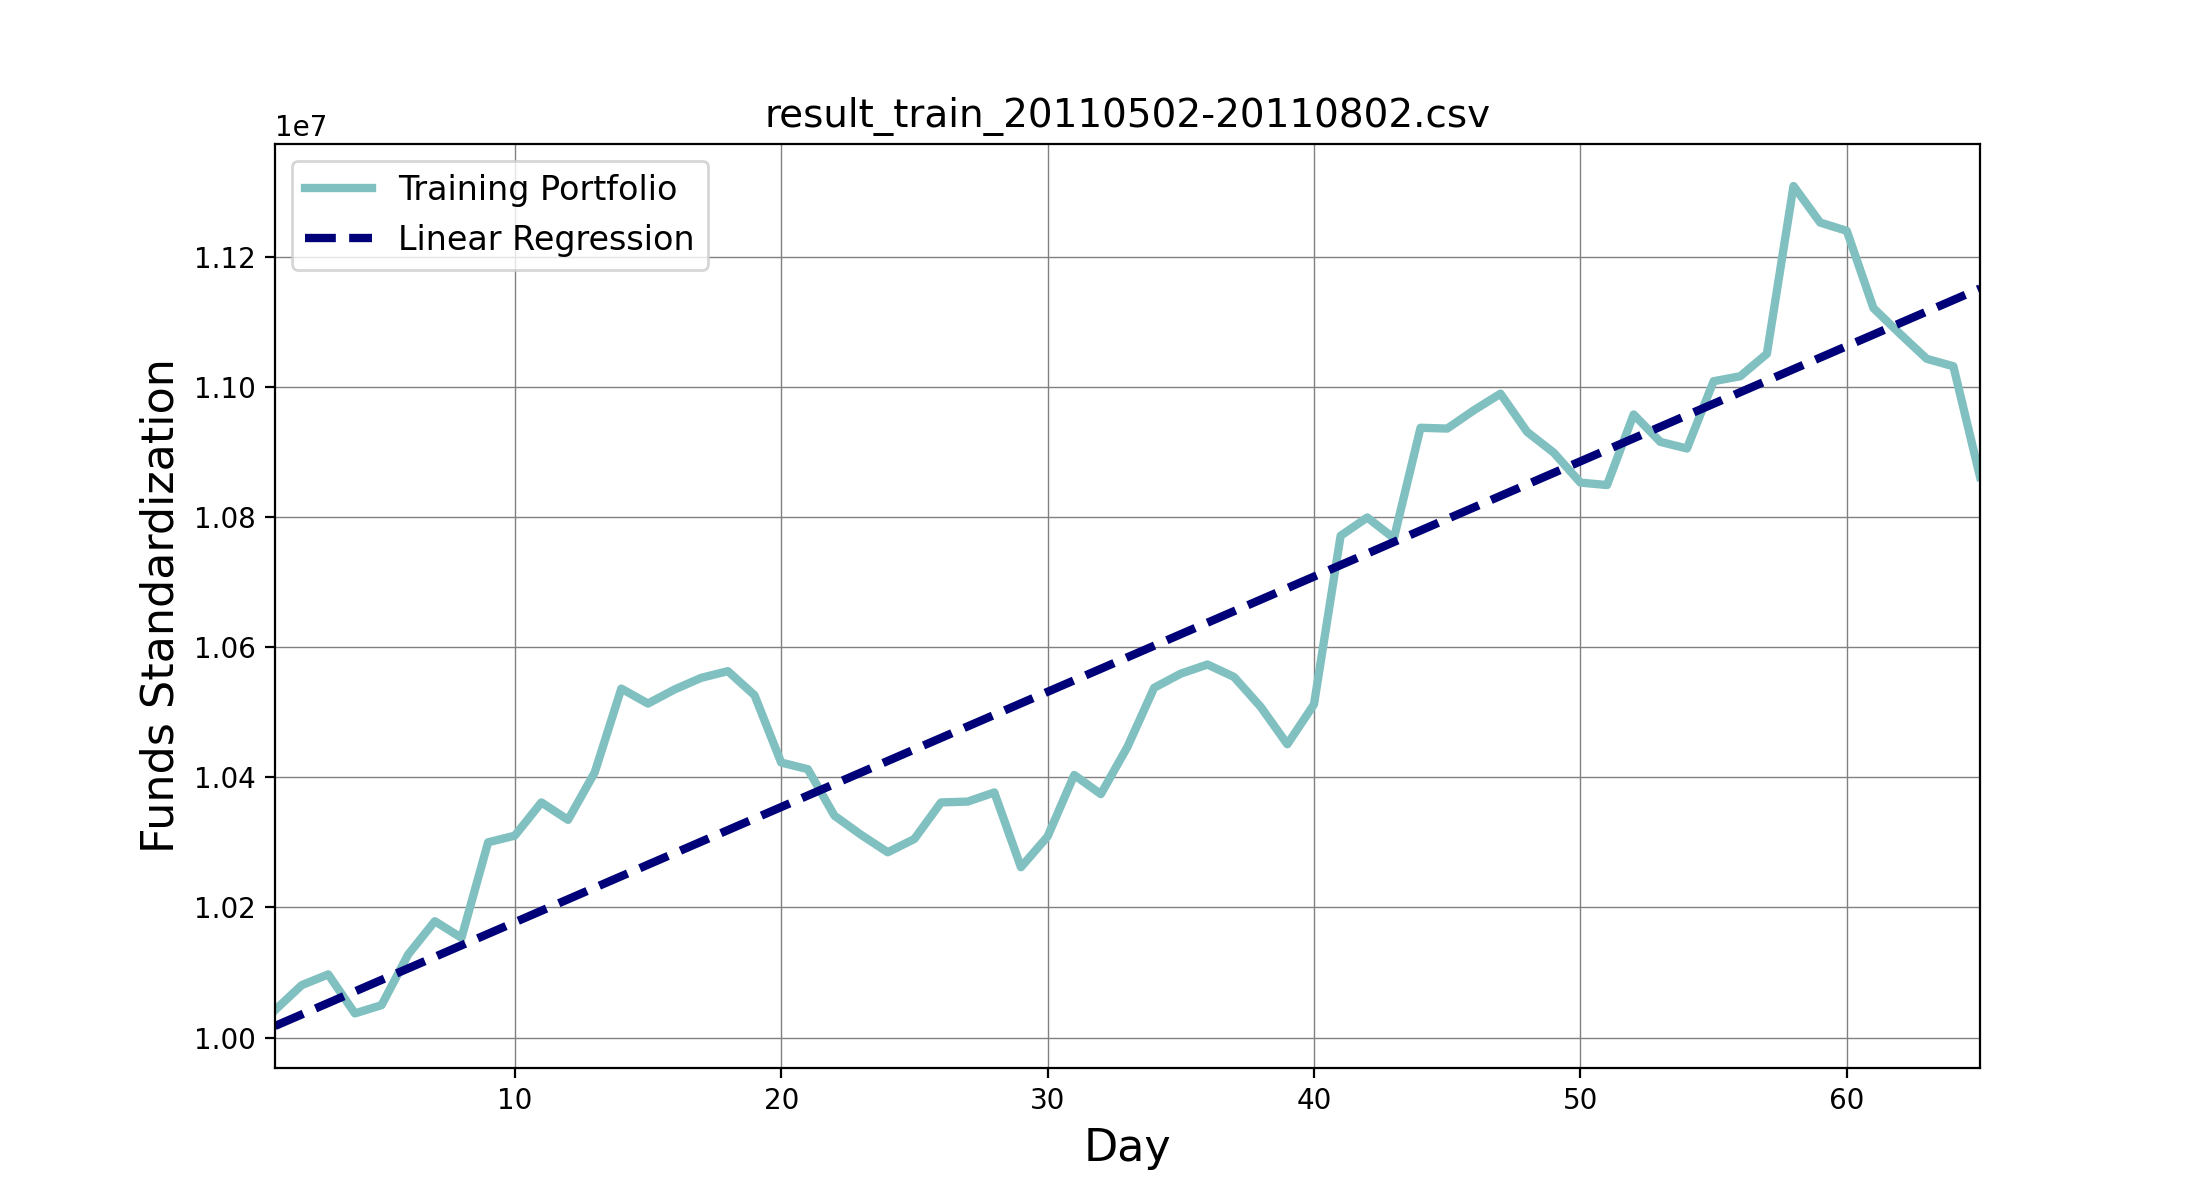 result_train_20110502-20110802.csv
1e7
Training Portfolio
Linear Regression
1.12
1.10
1.08
1.06
1.04
1.02
1.00
Funds Standardization
10 20 30 40 50 60
Day